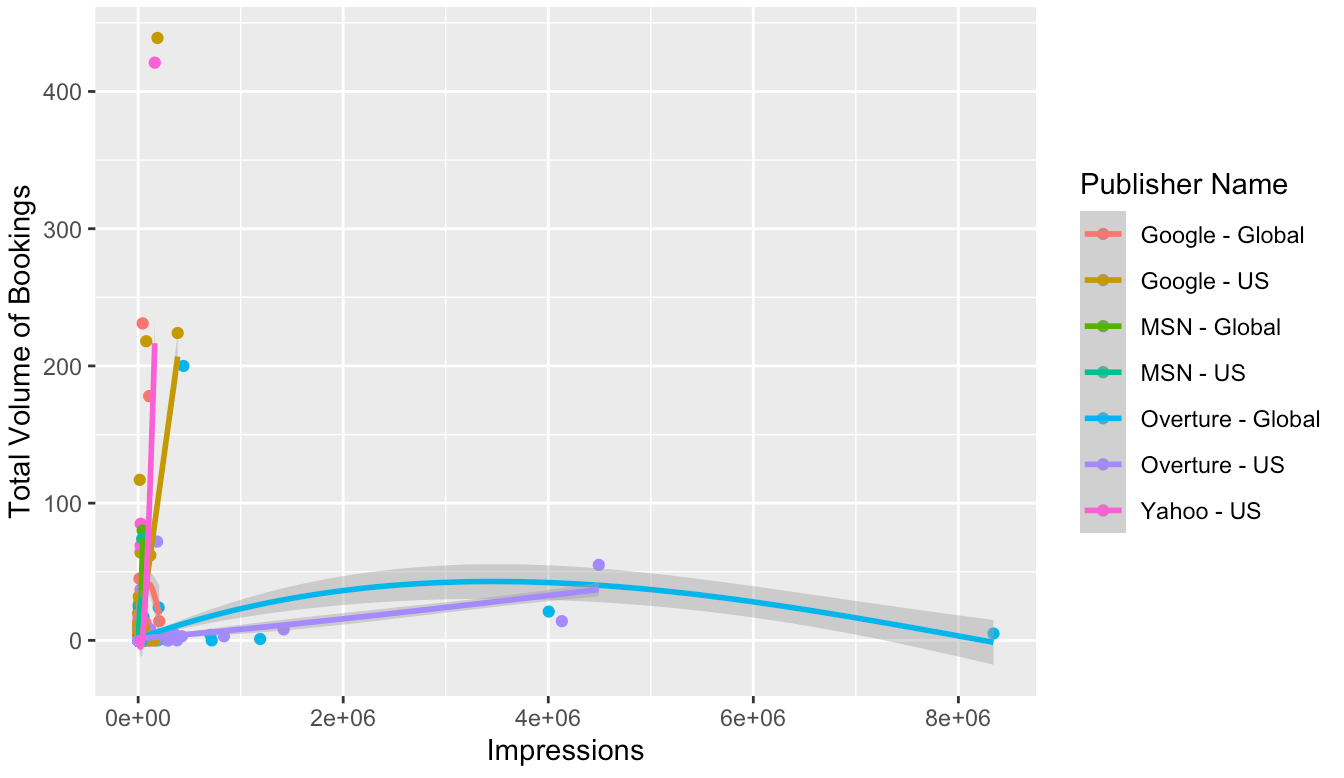 Total Volume of Bookings
400
300
200
100
0
0e+00 2e+06 4e+06 6e+06 8e+06
Impressions
Publisher Name
Google - Global
Google - US
MSN - Global
MSN - US
Overture - Global
Overture - US
Yahoo - US